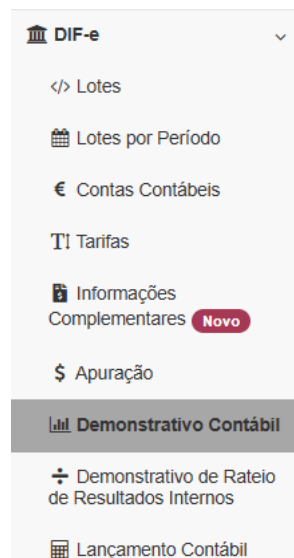 DIF-e
</> Lotes
Lotes por Período
€ Contas Contábeis
Tarifas
Informações
Complementares Novo
$ Apuração
Demonstrativo Contábil
Demonstrativo de Rateio
de Resultados Internos
Lançamento Contábil